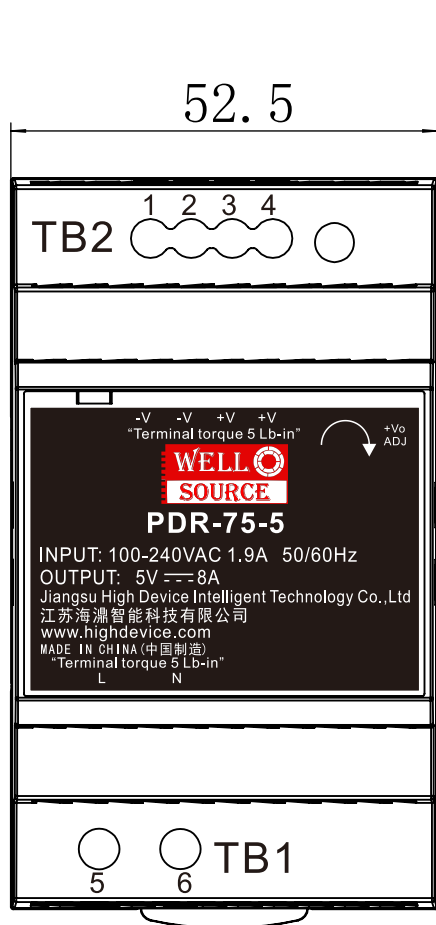 52.5
1 2 3 4
TB2
-V -V +V +V
“Terminal torque 5 Lb-in”
+Vo
ADJ
WELL
SOURCE
PDR-75-5
INPUT: 100-240VAC 1.9A 50/60Hz
OUTPUT: 5V⎓8A
Jiangsu High Device Intelligent Technology Co.,Ltd
江苏海鼎智能科技有限公司
www.highdevice.com
MADE IN CHINA(中国制造)
“Terminal torque 5 Lb-in”
L N
TB1
5 6